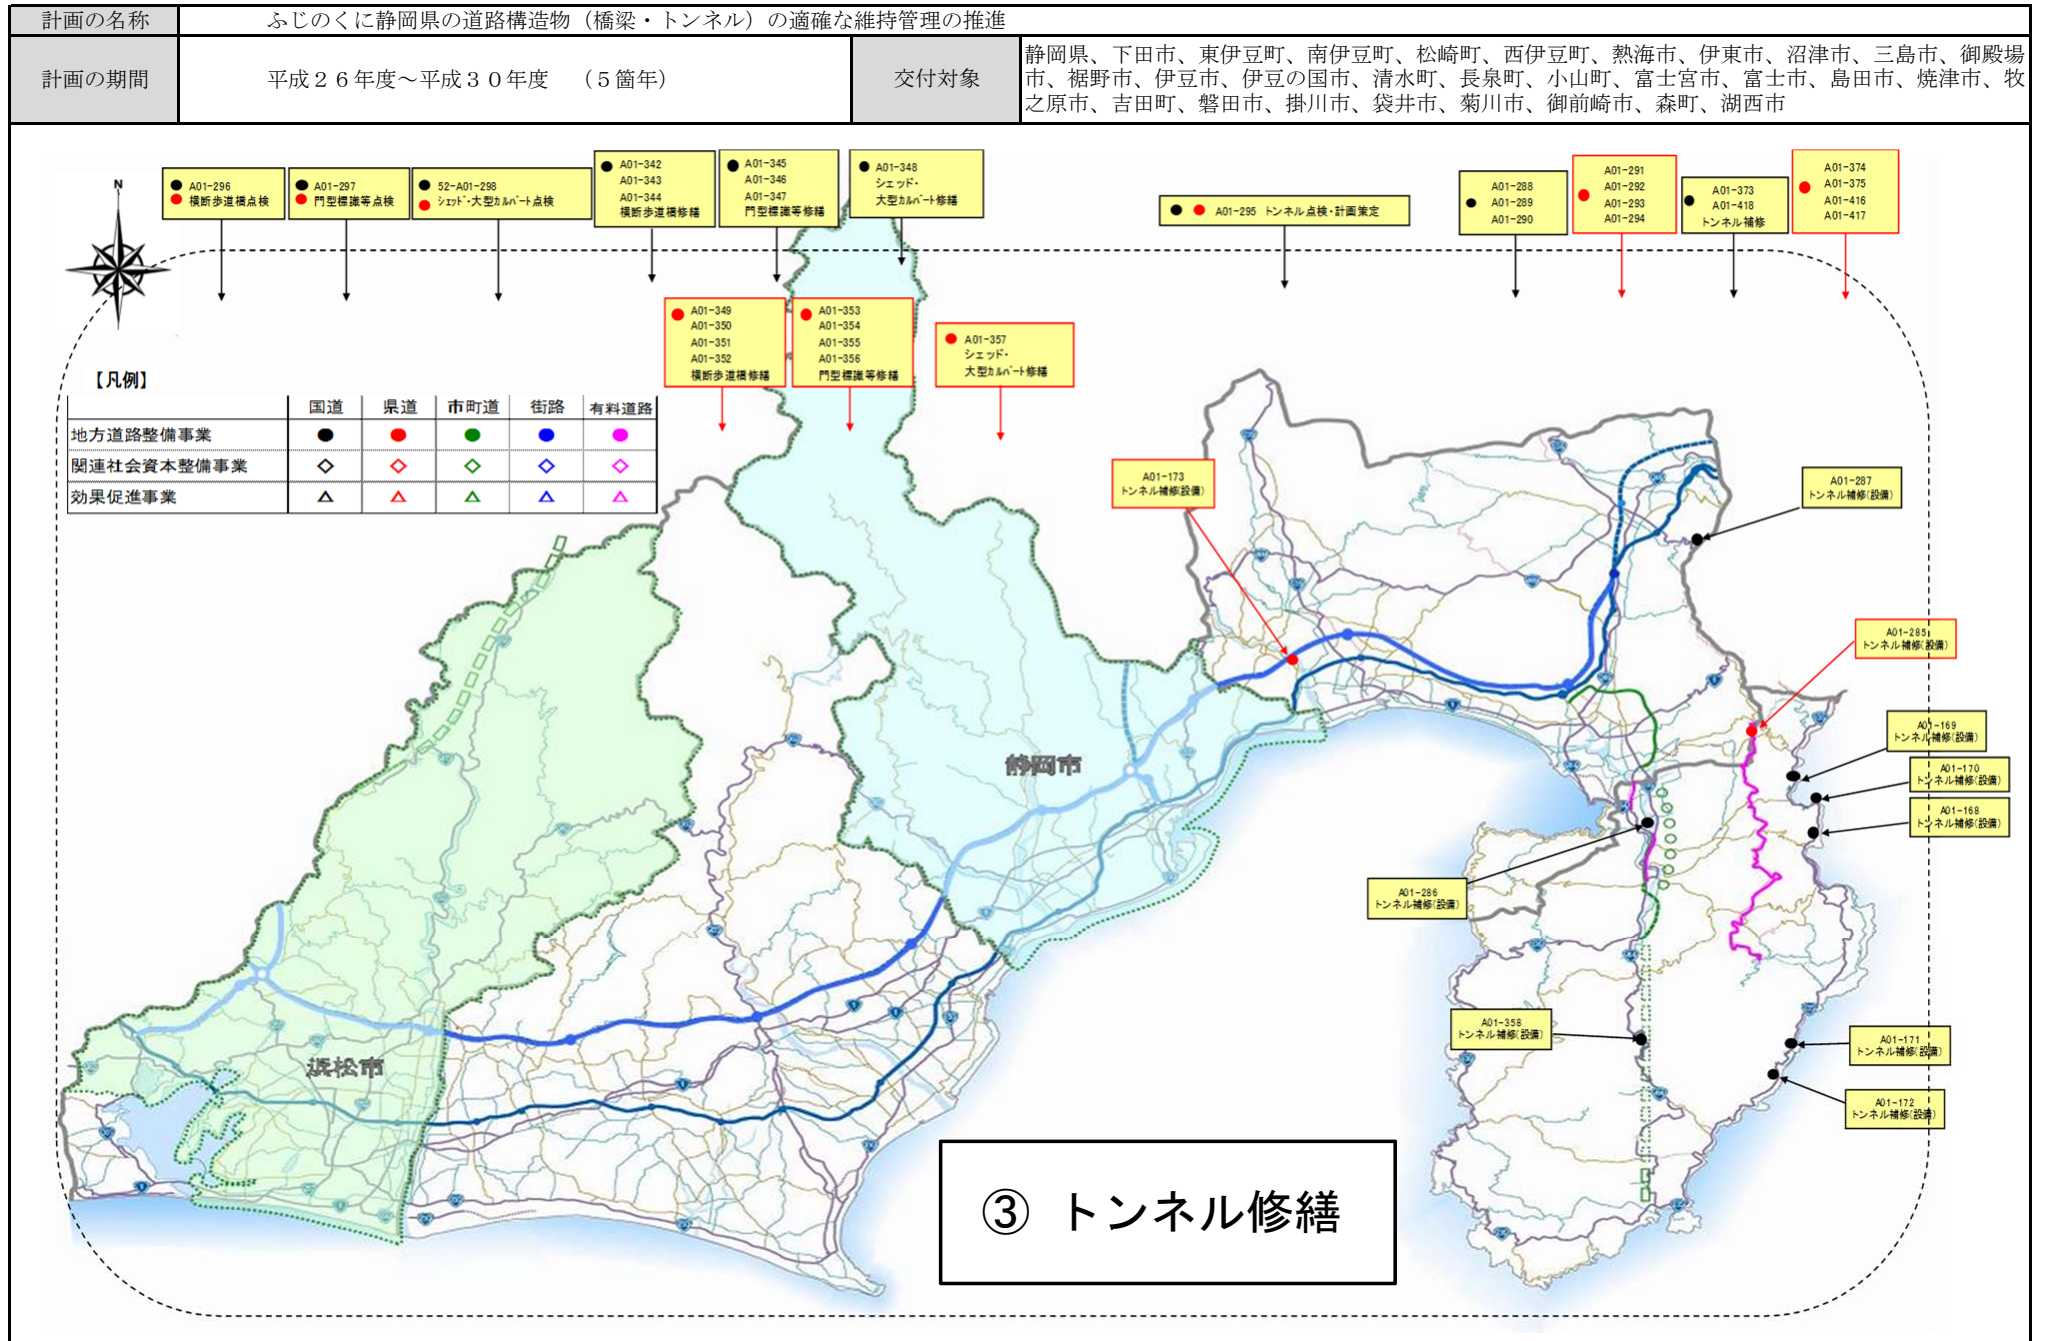 計画の名称
ふじのくに静岡県の道路構造物（橋梁・トンネル）の適確な維持管理の推進
計画の期間
平成２６年度～平成３０年度　（５箇年）
交付対象
静岡県、下田市、東伊豆町、南伊豆町、松崎町、西伊豆町、熱海市、伊東市、沼津市、三島市、御殿場
市、裾野市、伊豆市、伊豆の国市、清水町、長泉町、小山町、富士宮市、富士市、島田市、焼津市、牧
之原市、吉田町、磐田市、掛川市、袋井市、菊川市、御前崎市、森町、湖西市
N
A01-296
横断歩道橋点検
A01-297
門型標識等点検
52-A01-298
シェッド・大型カルバート点検
A01-342
A01-343
A01-344
横断歩道橋修繕
A01-345
A01-346
A01-347
門型標識等修繕
A01-348
シェッド・
大型カルバート修繕
A01-295　トンネル点検・計画策定
A01-288
A01-289
A01-290
A01-291
A01-292
A01-293
A01-294
A01-373
A01-418
トンネル補修
A01-374
A01-375
A01-416
A01-417
A01-349
A01-350
A01-351
A01-352
横断歩道橋修繕
A01-353
A01-354
A01-355
A01-356
門型標識等修繕
A01-357
シェッド・
大型カルバート修繕
【凡例】
国道　県道　市町道　街路　有料道路
地方道路整備事業
関連社会資本整備事業
効果促進事業
A01-173
トンネル補修(設備)
A01-287
トンネル補修(設備)
A01-285
トンネル補修(設備)
A01-169
トンネル補修(設備)
A01-170
トンネル補修(設備)
A01-168
トンネル補修(設備)
A01-286
トンネル補修(設備)
A01-358
トンネル補修(設備)
A01-171
トンネル補修(設備)
A01-172
トンネル補修(設備)
静岡市
浜松市
③　トンネル修繕